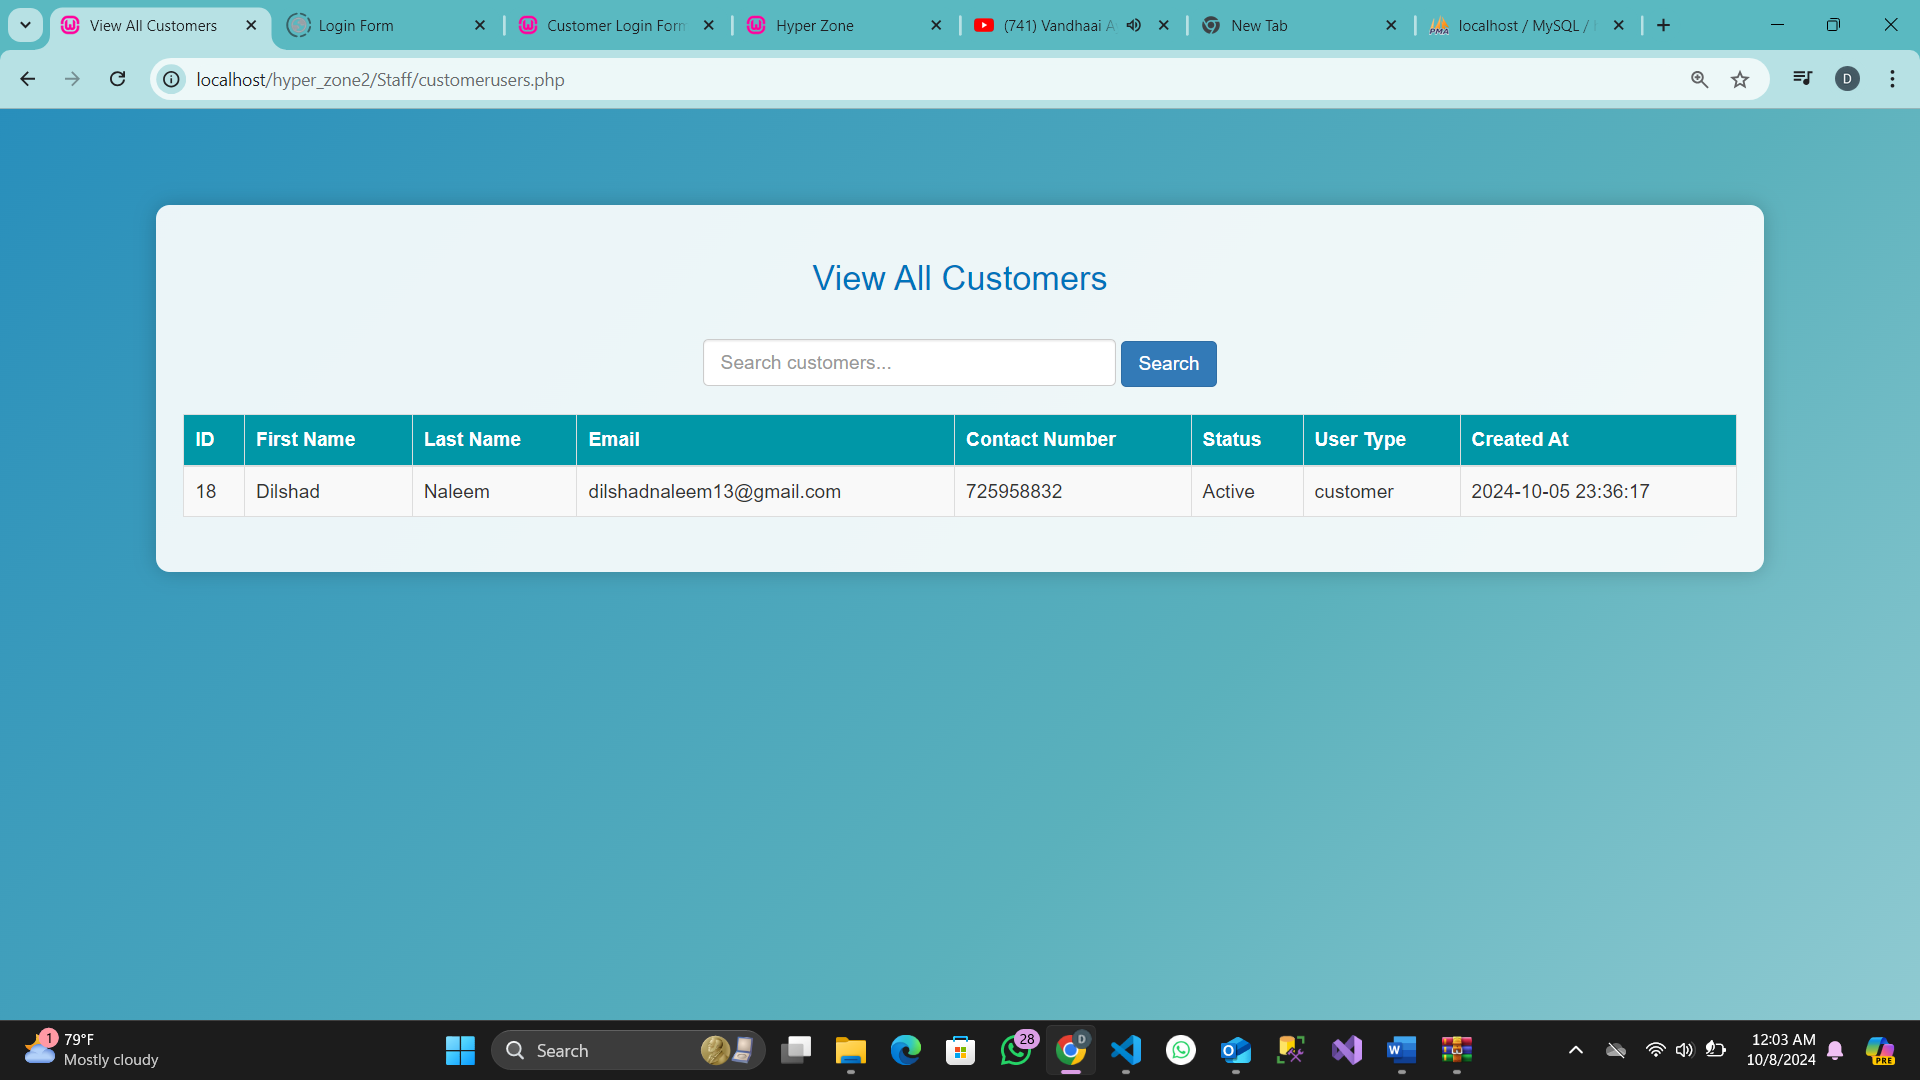 View All Customers
Login Form
Customer Login Form
Hyper Zone
(741) Vandhaai A
New Tab
localhost / MySQL /
localhost/hyper_zone2/Staff/customerusers.php
D
View All Customers
Search customers...
Search
ID First Name Last Name Email Contact Number Status User Type Created At
18 Dilshad Naleem dilshadnaleem13@gmail.com 725958832 Active customer 2024-10-05 23:36:17
1
79°F
Mostly cloudy
Search
28
D
12:03 AM
10/8/2024
PRE